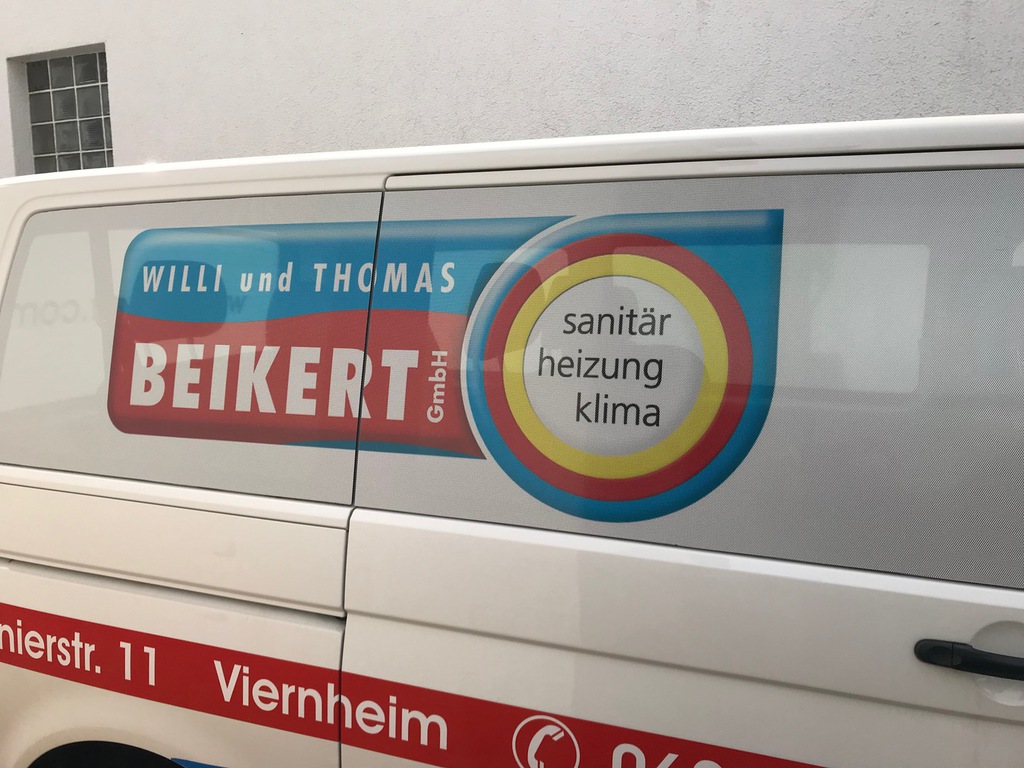 WILLI und THOMAS
BEIKERT GmbH
sanitär
heizung
klima
nierstr. 11 Viernheim